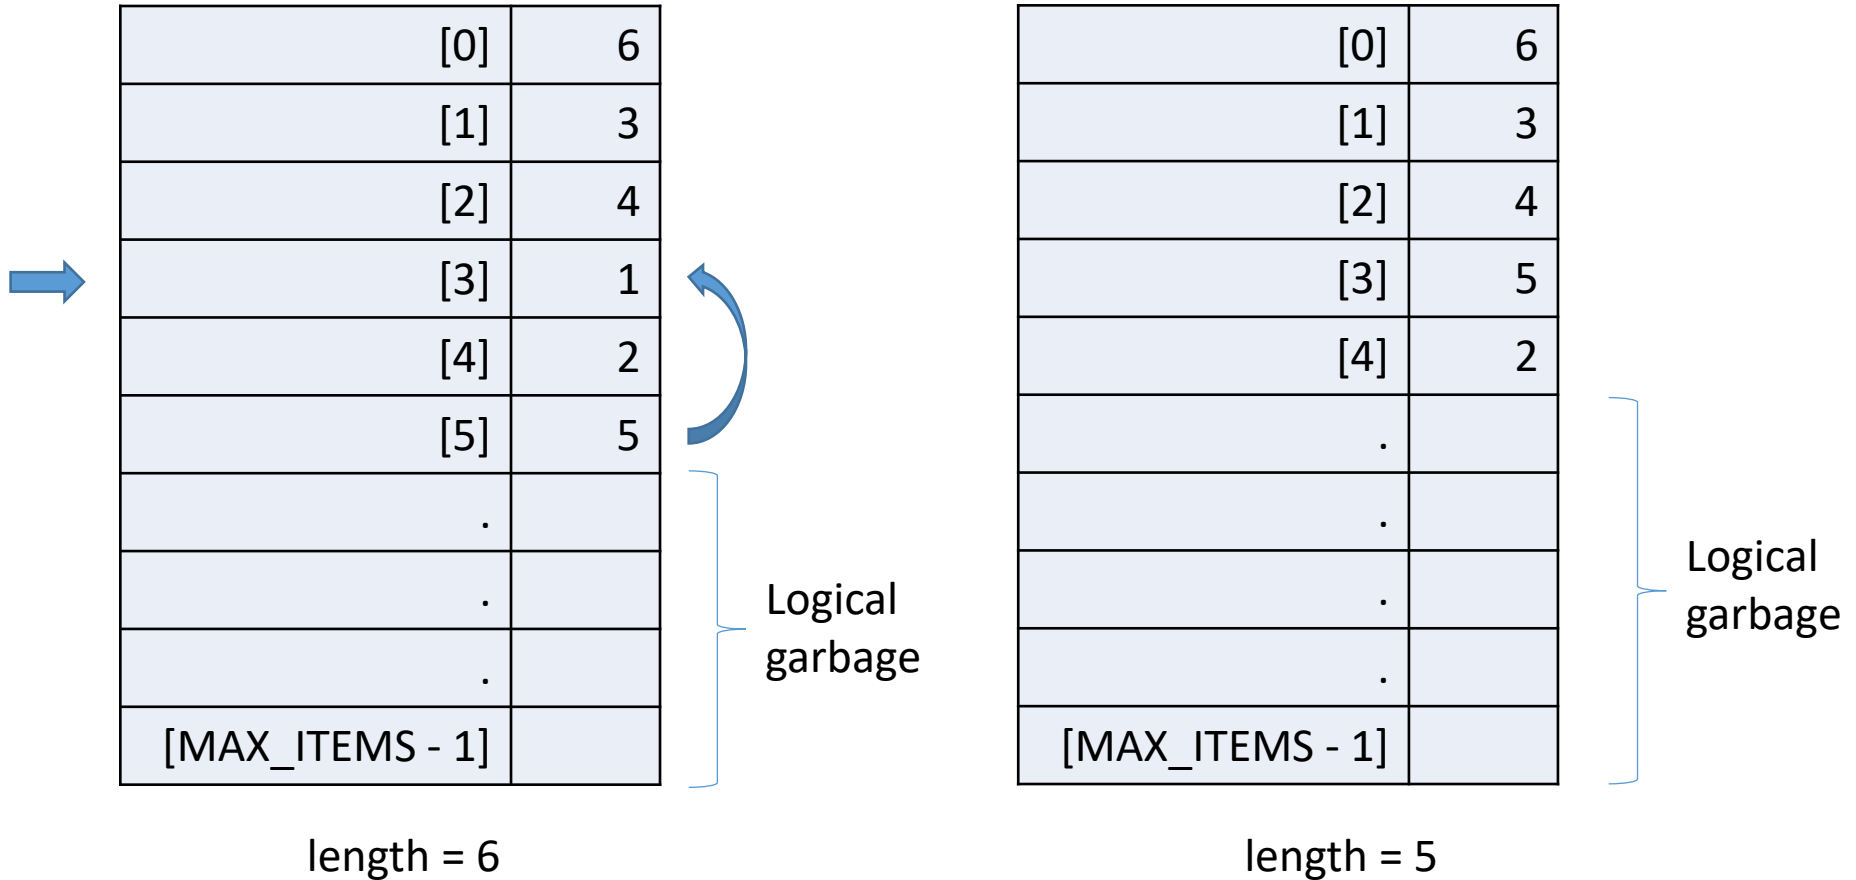 [0] 6
[1] 3
[2] 4
[3] 1
[4] 2
[5] 5
.
.
.
[MAX_ITEMS - 1]
Logical
garbage
length = 6
[0] 6
[1] 3
[2] 4
[3] 5
[4] 2
.
.
.
.
[MAX_ITEMS - 1]
Logical
garbage
length = 5